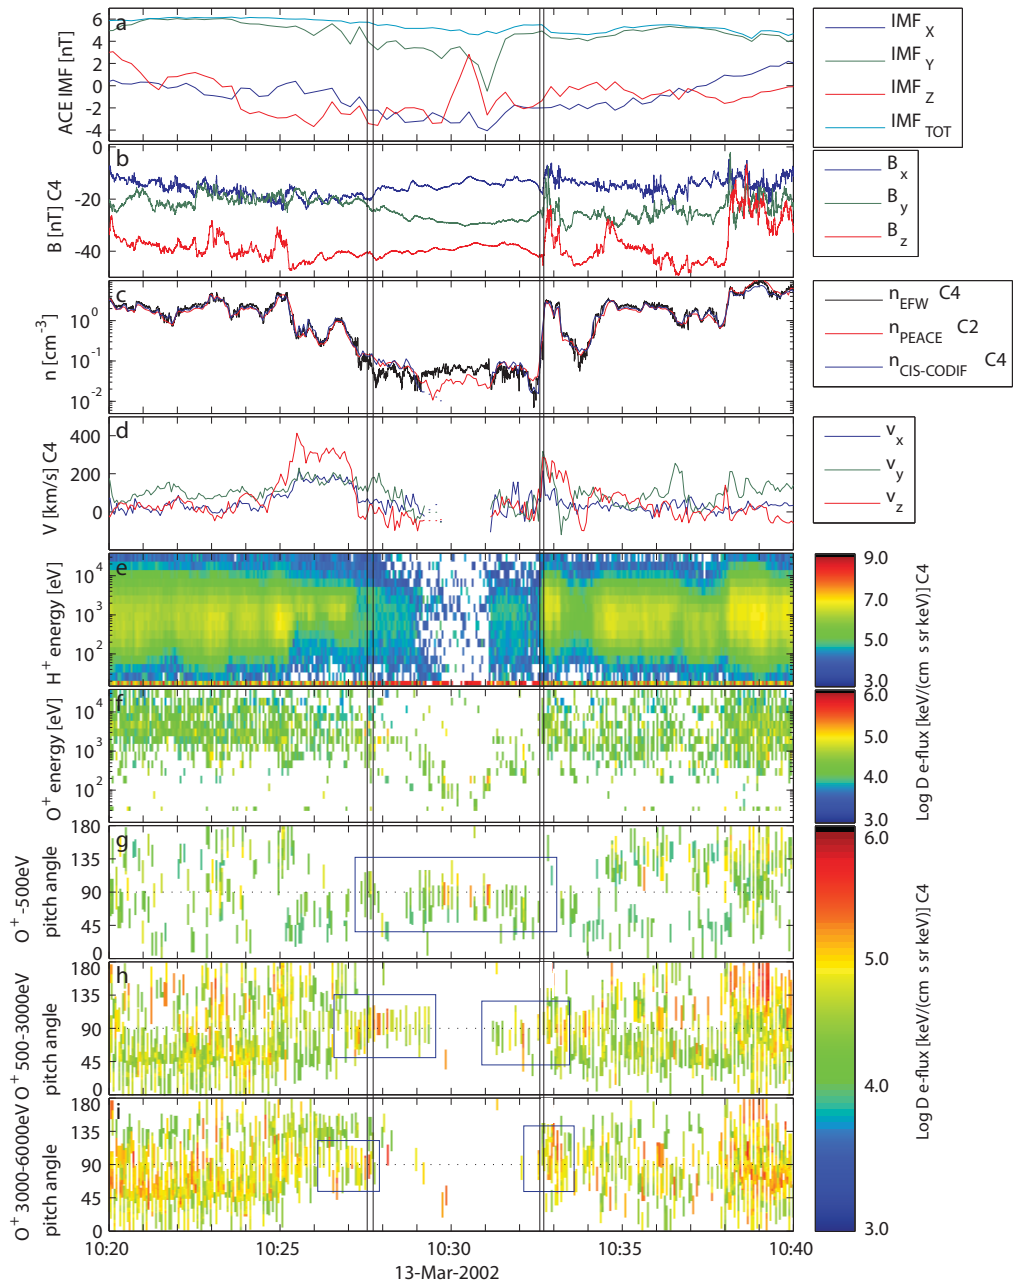 a
ACE IMF [nT]
6
4
2
0
-2
-4
IMF X
IMF Y
IMF Z
IMF TOT
b
B [nT] C4
0
-20
-40
B x
B y
B z
c
n [cm-3]
10^0
10^-1
10^-2
n EFW C4
n PEACE C2
n CIS-CODIF C4
d
V [km/s] C4
400
200
0
v x
v y
v z
e
H+ energy [eV]
10^4
10^3
10^2
9.0
7.0
5.0
3.0
Log D e-flux [keV/(cm s sr keV)] C4
f
O+ energy [eV]
10^4
10^3
10^2
6.0
5.0
4.0
3.0
g
O+ -500eV
pitch angle
180
135
90
45
0
6.0
5.0
4.0
3.0
Log D e-flux [keV/(cm s sr keV)] C4
h
O+ 500-3000eV
pitch angle
180
135
90
45
0
i
O+ 3000-6000eV
pitch angle
180
135
90
45
0
10:20
10:25
10:30
10:35
10:40
13-Mar-2002